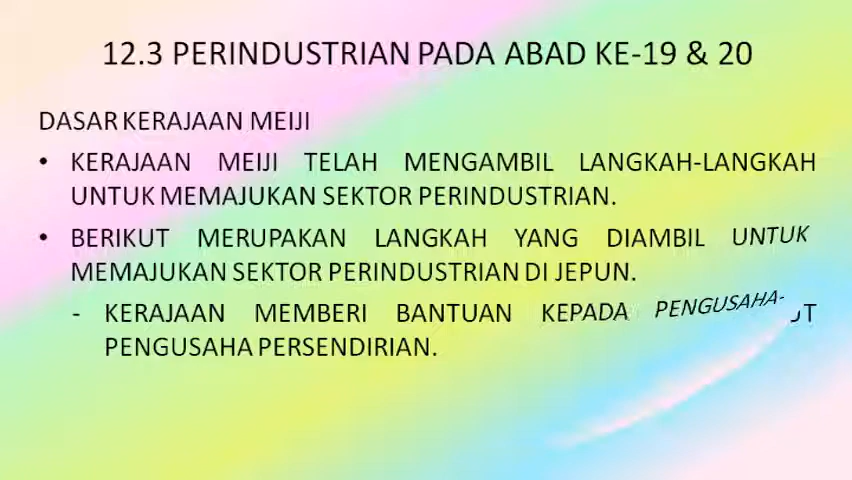 12.3 PERINDUSTRIAN PADA ABAD KE-19 & 20
DASAR KERAJAAN MEIJI
• KERAJAAN MEIJI TELAH MENGAMBIL LANGKAH-LANGKAH
UNTUK MEMAJUKAN SEKTOR PERINDUSTRIAN.
• BERIKUT MERUPAKAN LANGKAH YANG DIAMBIL UNTUK
MEMAJUKAN SEKTOR PERINDUSTRIAN DI JEPUN.
- KERAJAAN MEMBERI BANTUAN KEPADA PENGUSAHA-
PENGUSAHA PERSENDIRIAN.